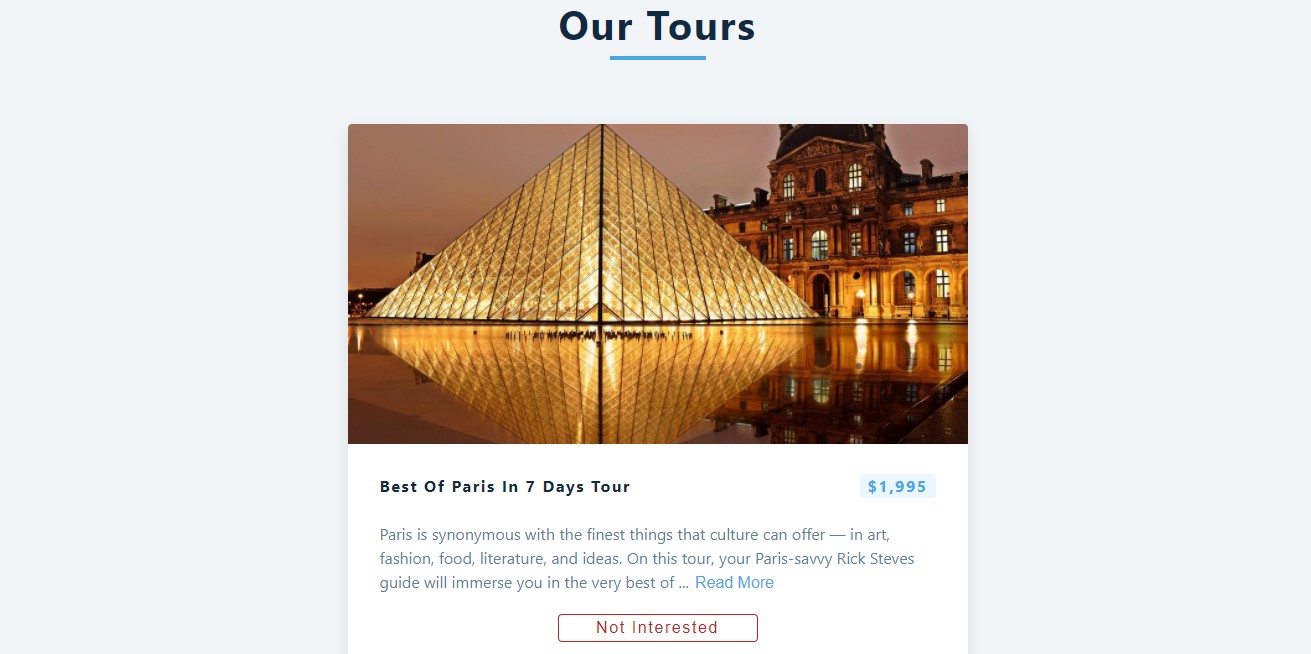 Our Tours
Best Of Paris In 7 Days Tour
$1,995
Paris is synonymous with the finest things that culture can offer — in art,
fashion, food, literature, and ideas. On this tour, your Paris-savvy Rick Steves
guide will immerse you in the very best of ... Read More
Not Interested